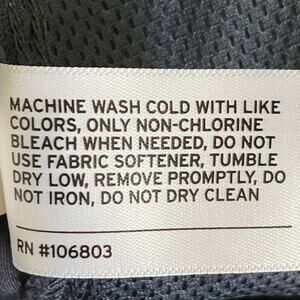 MACHINE WASH COLD WITH LIKE
COLORS, ONLY NON-CHLORINE
BLEACH WHEN NEEDED, DO NOT
USE FABRIC SOFTENER, TUMBLE
DRY LOW, REMOVE PROMPTLY, DO
NOT IRON, DO NOT DRY CLEAN
RN #106803